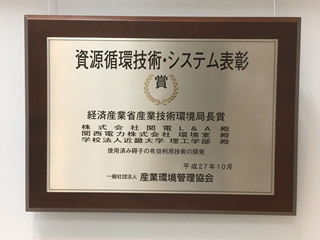 資源循環技術・システム表彰
賞
経済産業省産業技術環境局長賞
株式会社関電L&A 殿
関西電力株式会社 環境室 殿
学校法人近畿大学 理工学部 殿
使用済み碍子の有効利用技術の開発
平成27年10月
一般社団法人 産業環境管理協会